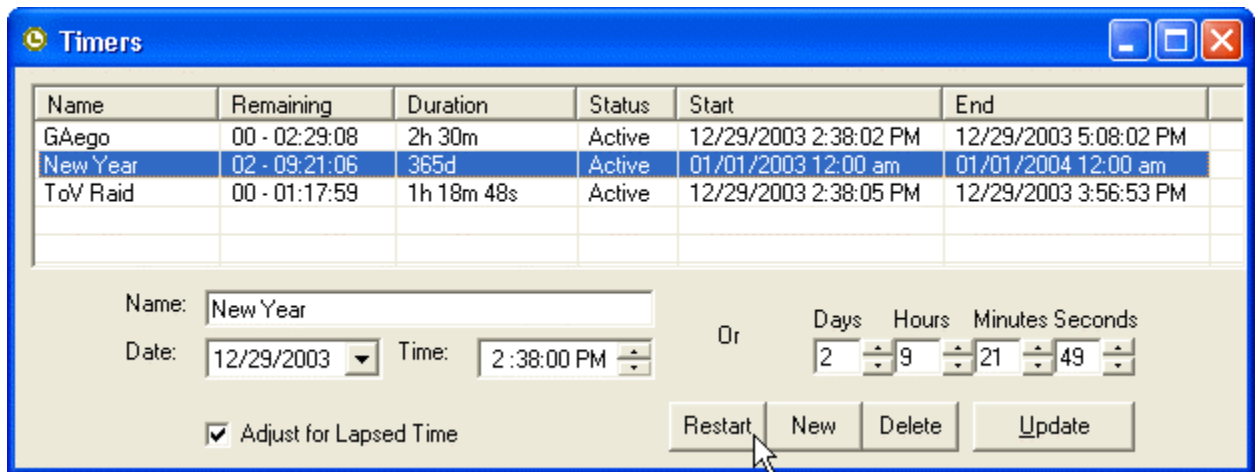 Timers
Name Remaining Duration Status Start End
GAego 00 - 02:29:08 2h 30m Active 12/29/2003 2:38:02 PM 12/29/2003 5:08:02 PM
New Year 02 - 09:21:06 365d Active 01/01/2003 12:00 am 01/01/2004 12:00 am
ToV Raid 00 - 01:17:59 1h 18m 48s Active 12/29/2003 2:38:05 PM 12/29/2003 3:56:53 PM
Name: New Year
Or Days Hours Minutes Seconds
Date: 12/29/2003 Time: 2 :38:00 PM 2 9 21 49
Adjust for Lapsed Time Restart New Delete Update